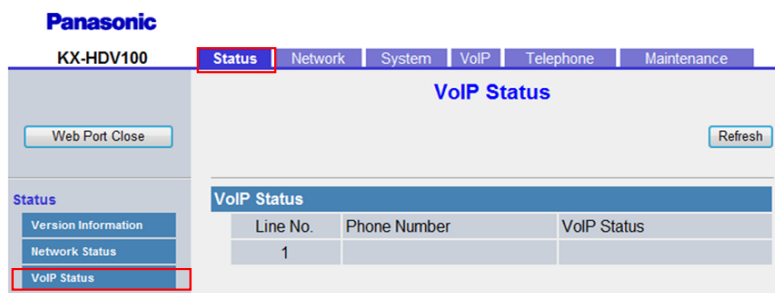 Panasonic
KX-HDV100
Status Network System VoIP Telephone Maintenance
VoIP Status
Web Port Close
Refresh
Status
Version Information
Network Status
VoIP Status
VoIP Status
Line No. Phone Number VoIP Status
1